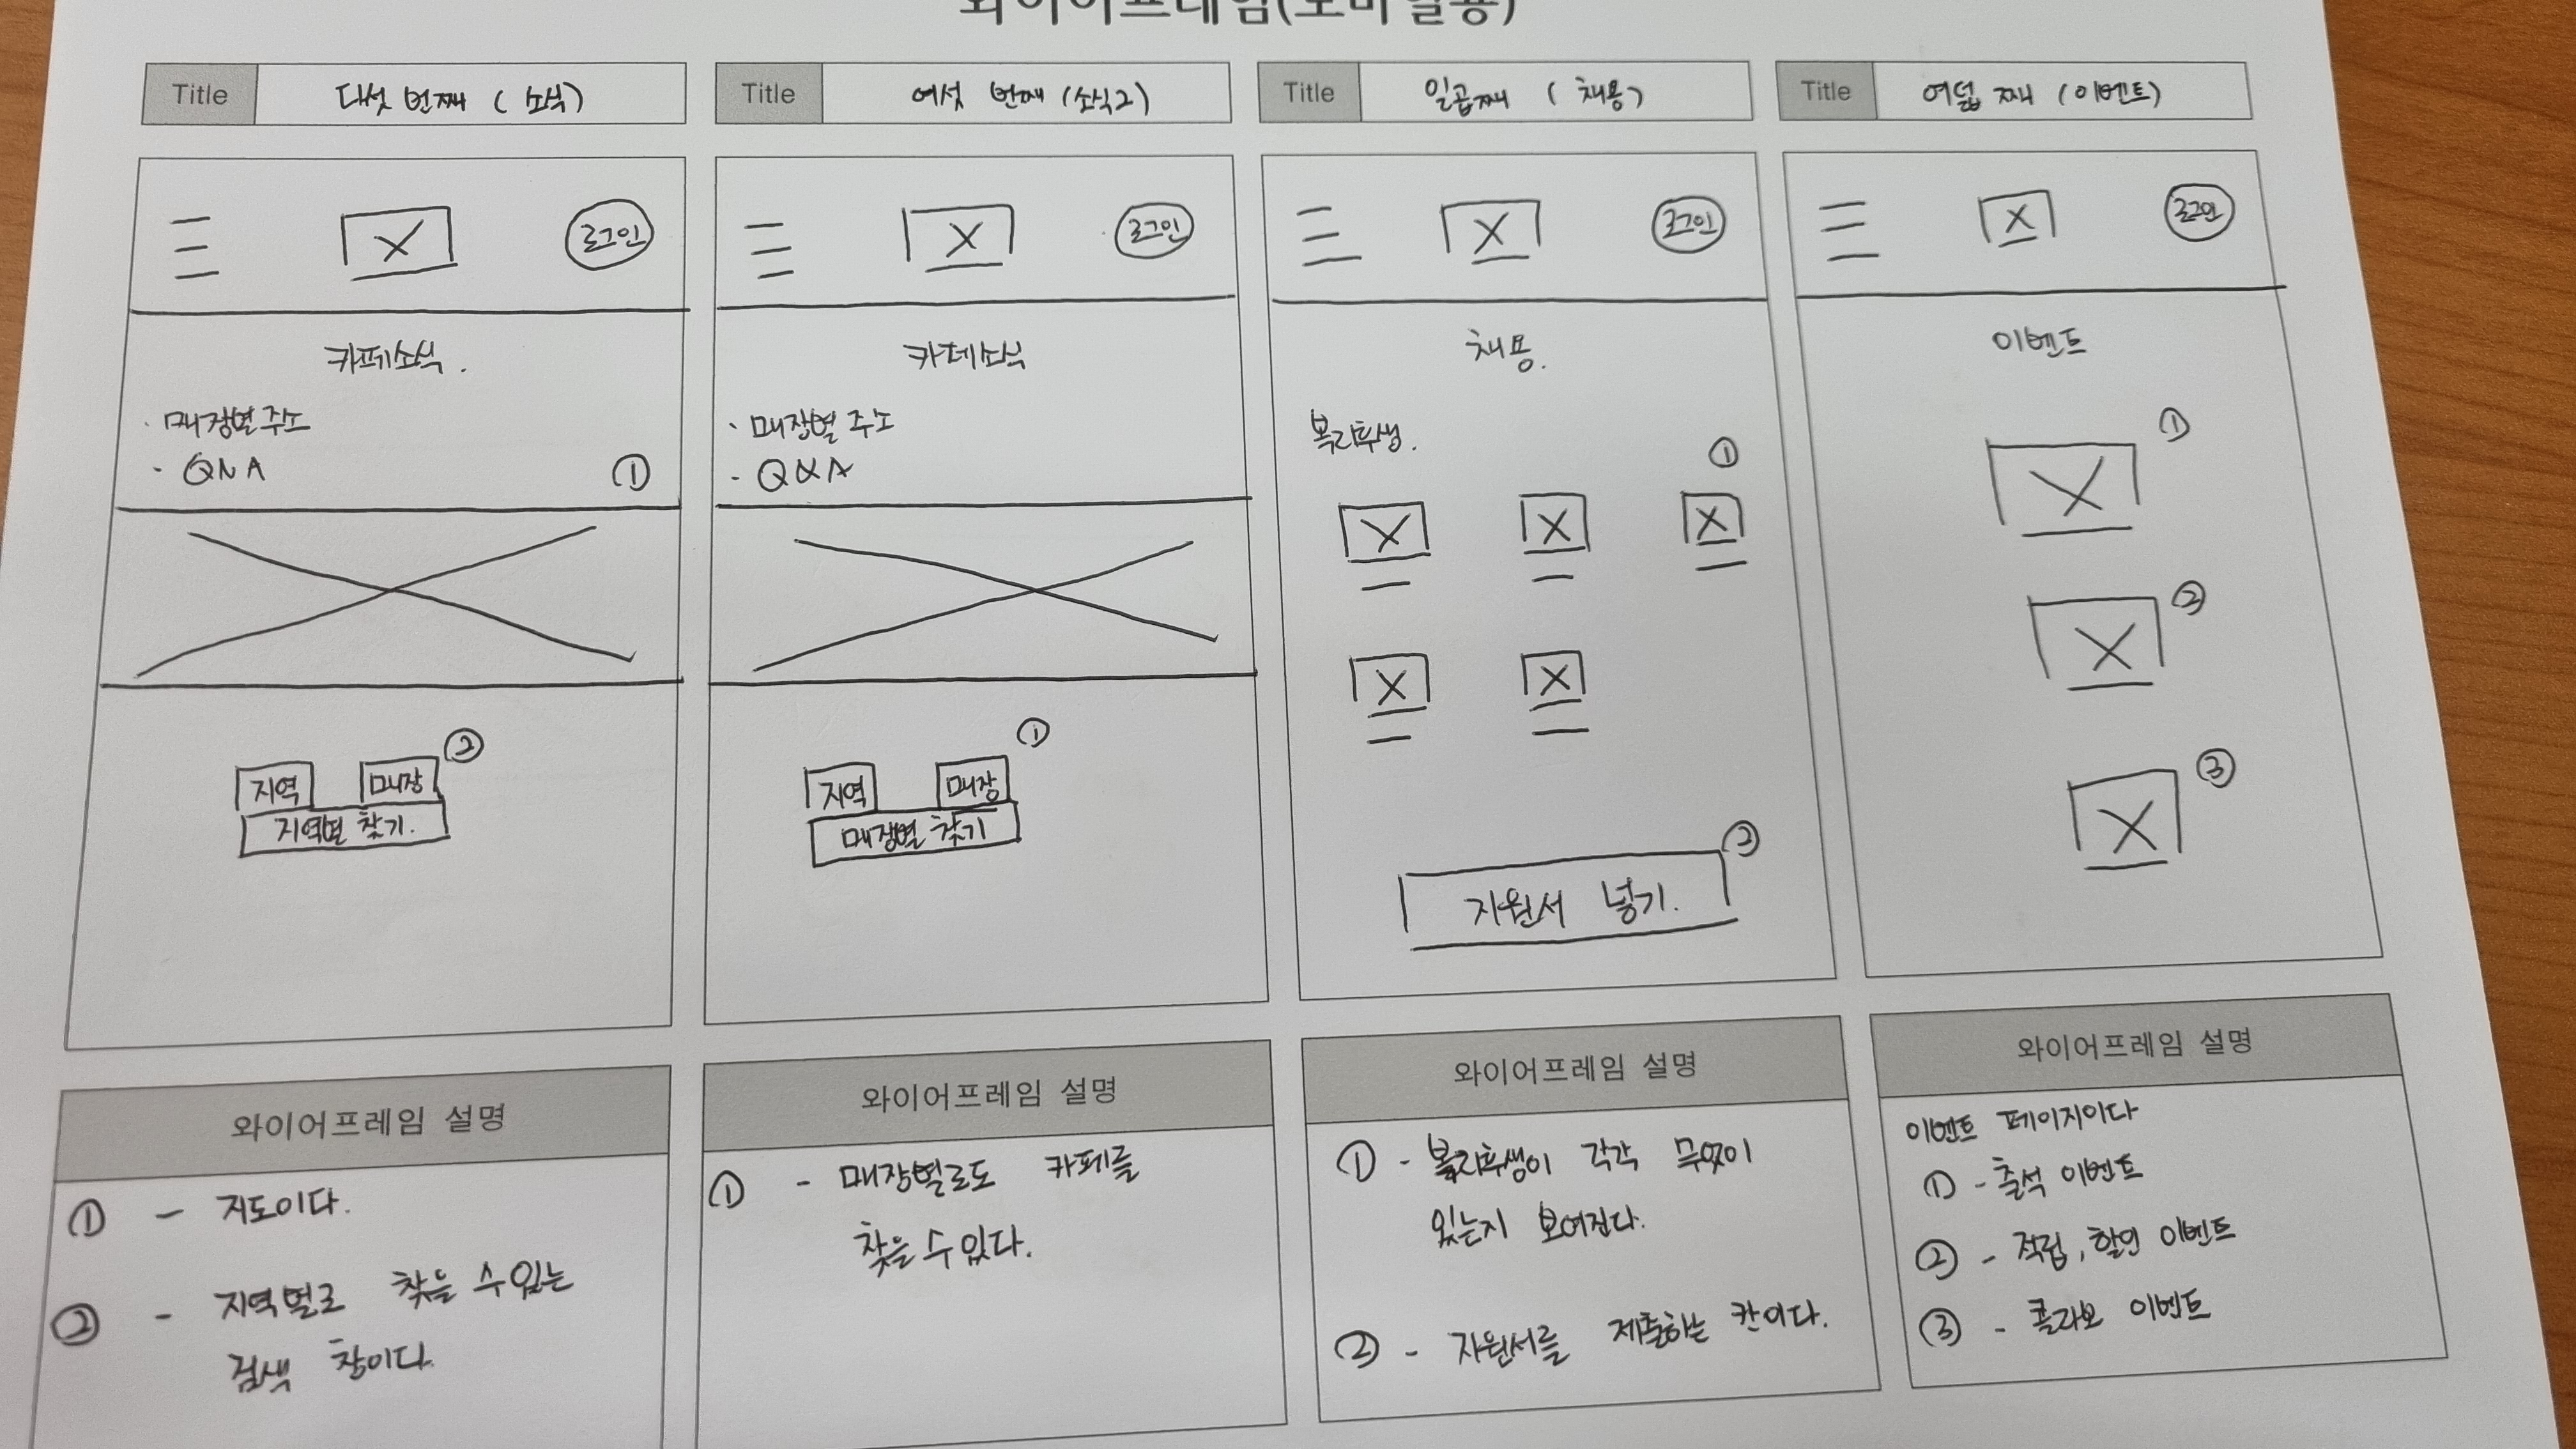 와이어프레임(모바일용)
Title 다섯 번째 ( 소식)
Title 여섯 번째 (소식2)
Title 일곱째 ( 채용)
Title 여덟 째 (이벤트)
로그인
카페소식.
· 매장별 주소
- QNA ①
지역 매장 ②
지역별 찾기.
로그인
카페소식
· 매장별 주소
- QNA
지역 매장 ①
매장별 찾기
로그인
채용.
복리후생.
①
지원서 넣기. ②
로그인
이벤트
①
②
③
와이어프레임 설명
① - 지도이다.
② - 지역별로 찾을 수 있는
검색 창이다.
와이어프레임 설명
① - 매장별로도 카페를
찾을 수 있다.
와이어프레임 설명
① - 복리후생이 각각 무엇이
있는지 보여진다.
② - 지원서를 제출하는 칸이다.
와이어프레임 설명
이벤트 페이지이다
① - 출석 이벤트
② - 적립, 할인 이벤트
③ - 콜라보 이벤트